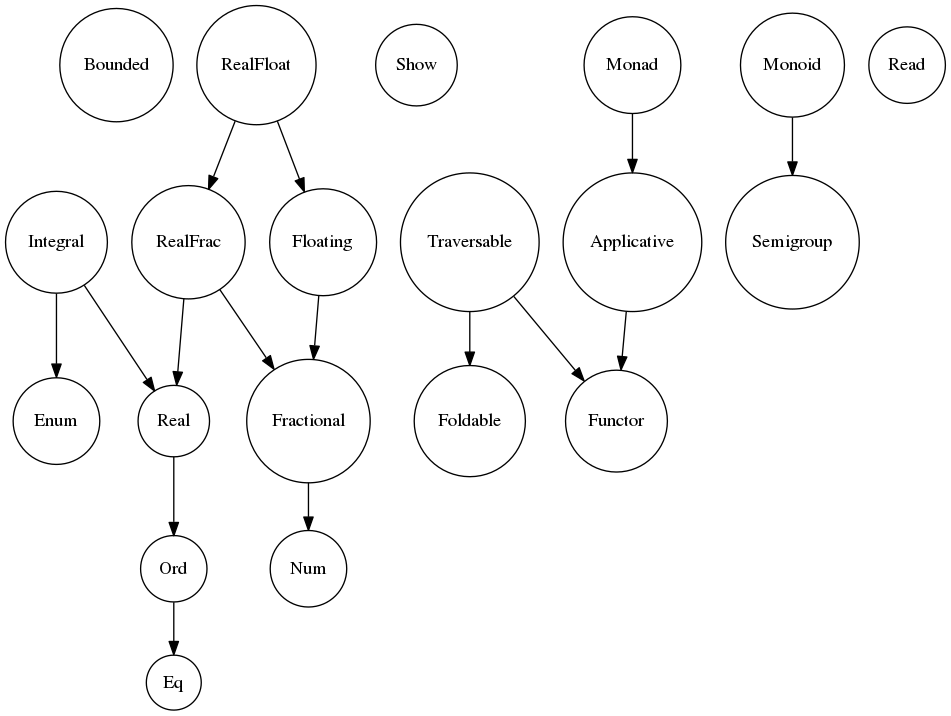 Bounded
RealFloat
Show
Monad
Monoid
Read
Integral
RealFrac
Floating
Traversable
Applicative
Semigroup
Enum
Real
Fractional
Foldable
Functor
Ord
Num
Eq